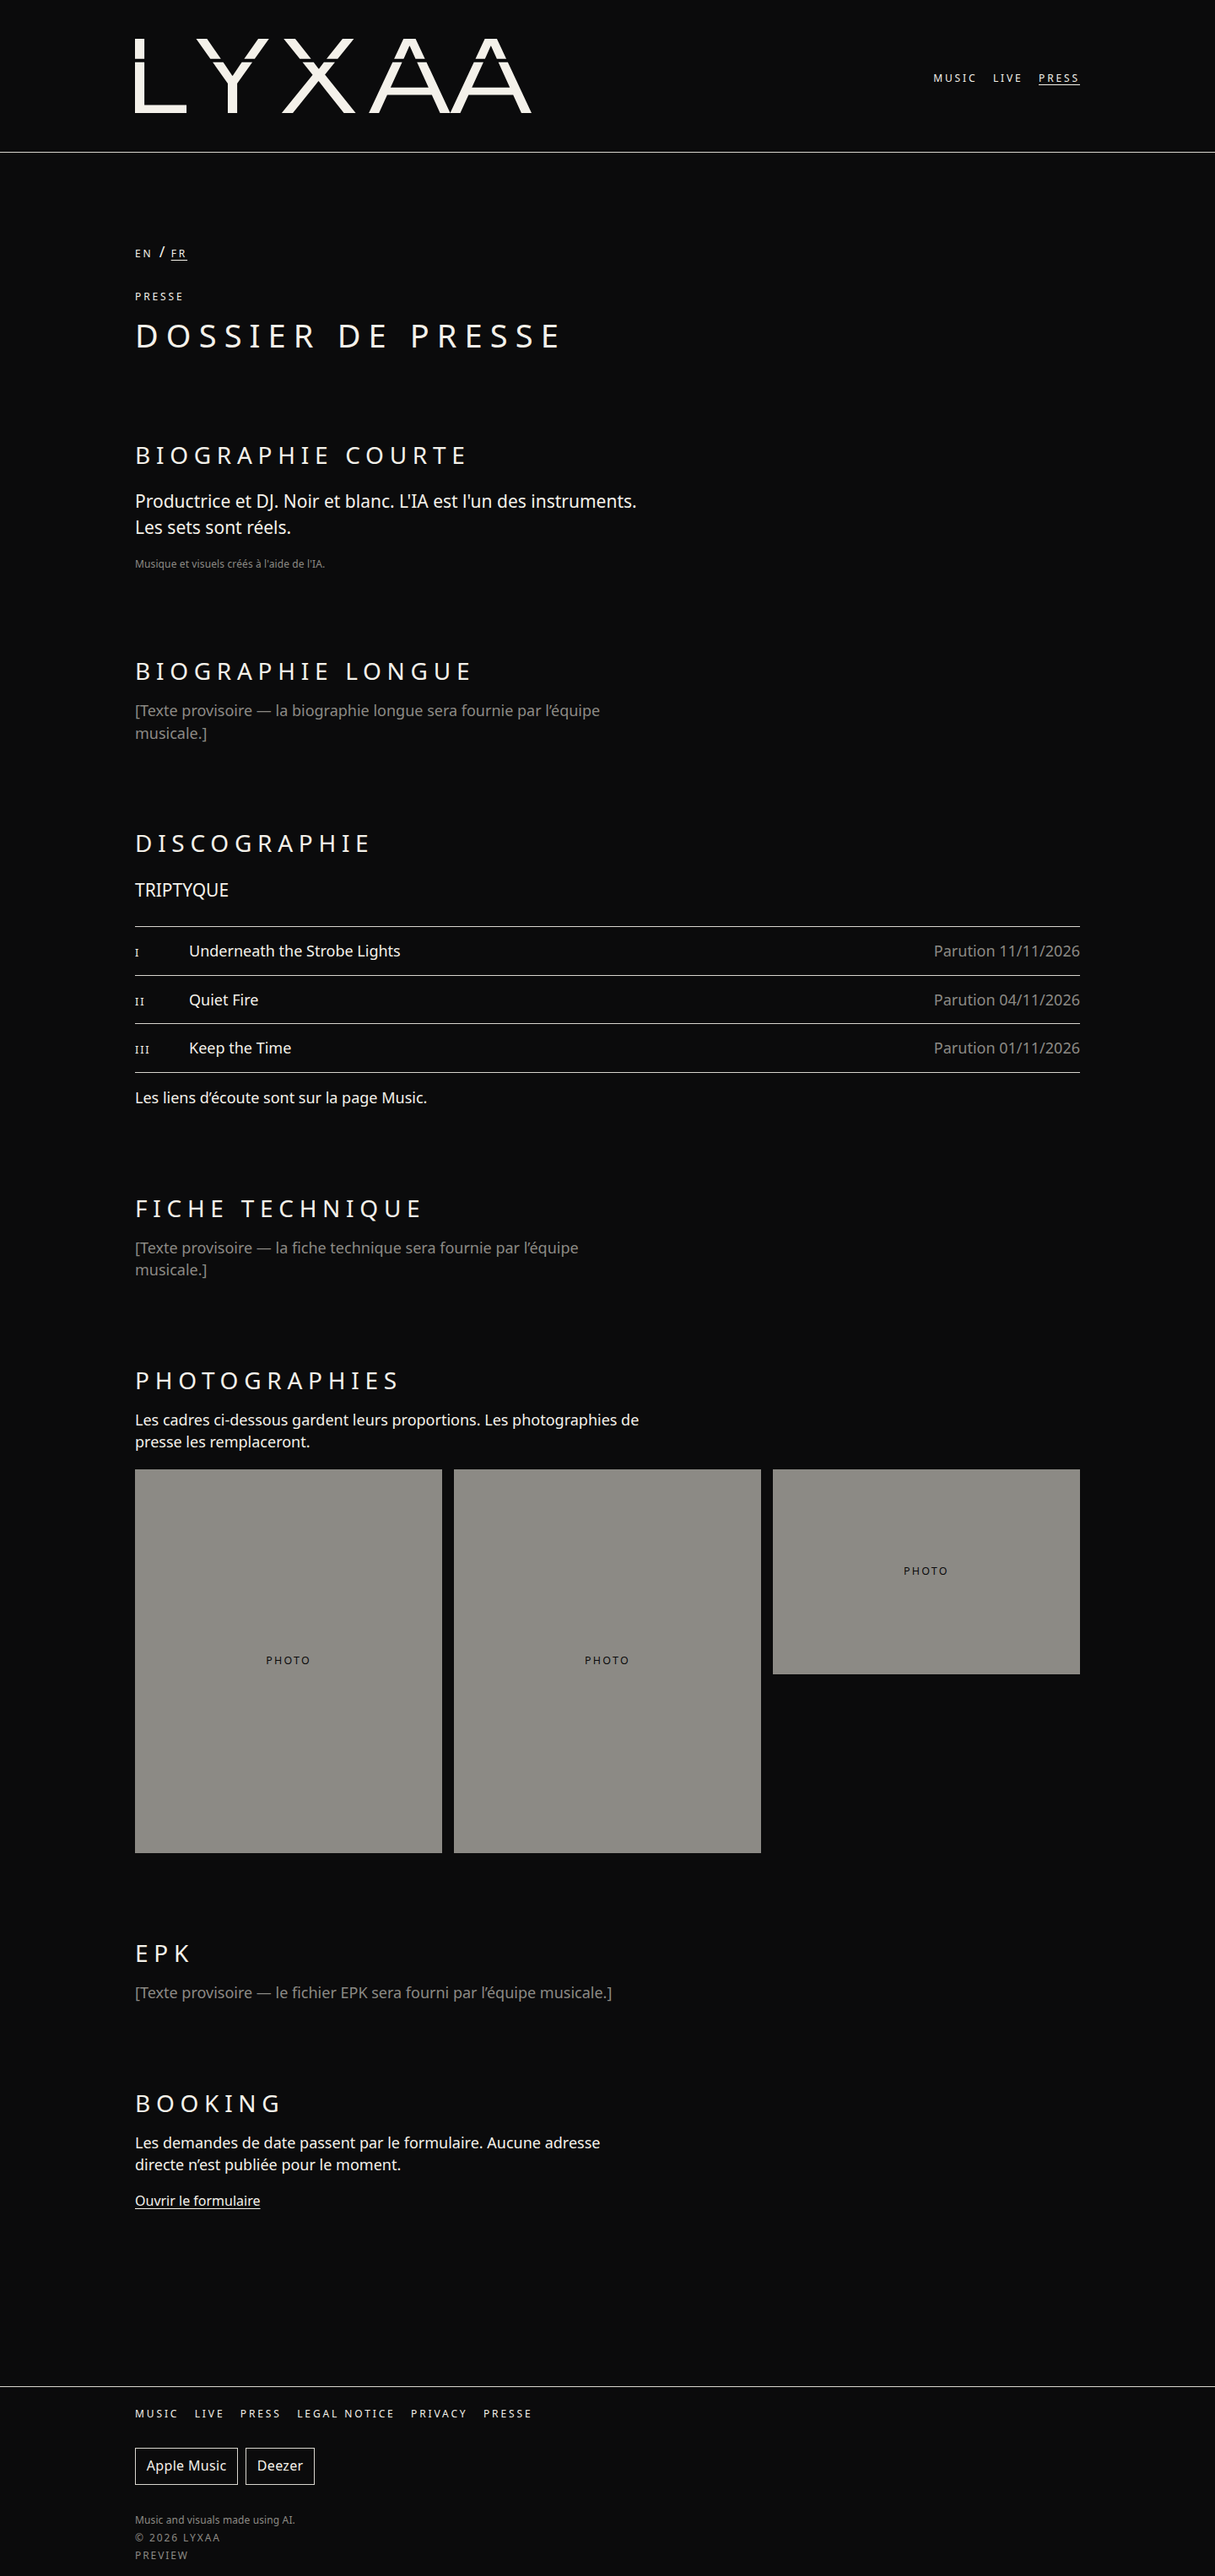 LYXAA
MUSIC LIVE PRESS
EN / FR
PRESSE
DOSSIER DE PRESSE
BIOGRAPHIE COURTE
Productrice et DJ. Noir et blanc. L'IA est l'un des instruments.
Les sets sont réels.
Musique et visuels créés à l'aide de l'IA.
BIOGRAPHIE LONGUE
[Texte provisoire — la biographie longue sera fournie par l’équipe
musicale.]
DISCOGRAPHIE
TRIPTYQUE
I Underneath the Strobe Lights Parution 11/11/2026
II Quiet Fire Parution 04/11/2026
III Keep the Time Parution 01/11/2026
Les liens d’écoute sont sur la page Music.
FICHE TECHNIQUE
[Texte provisoire — la fiche technique sera fournie par l’équipe
musicale.]
PHOTOGRAPHIES
Les cadres ci-dessous gardent leurs proportions. Les photographies de
presse les remplaceront.
PHOTO
PHOTO
PHOTO
EPK
[Texte provisoire — le fichier EPK sera fourni par l’équipe musicale.]
BOOKING
Les demandes de date passent par le formulaire. Aucune adresse
directe n’est publiée pour le moment.
Ouvrir le formulaire
MUSIC LIVE PRESS LEGAL NOTICE PRIVACY PRESSE
Apple Music Deezer
Music and visuals made using AI.
© 2026 LYXAA
PREVIEW